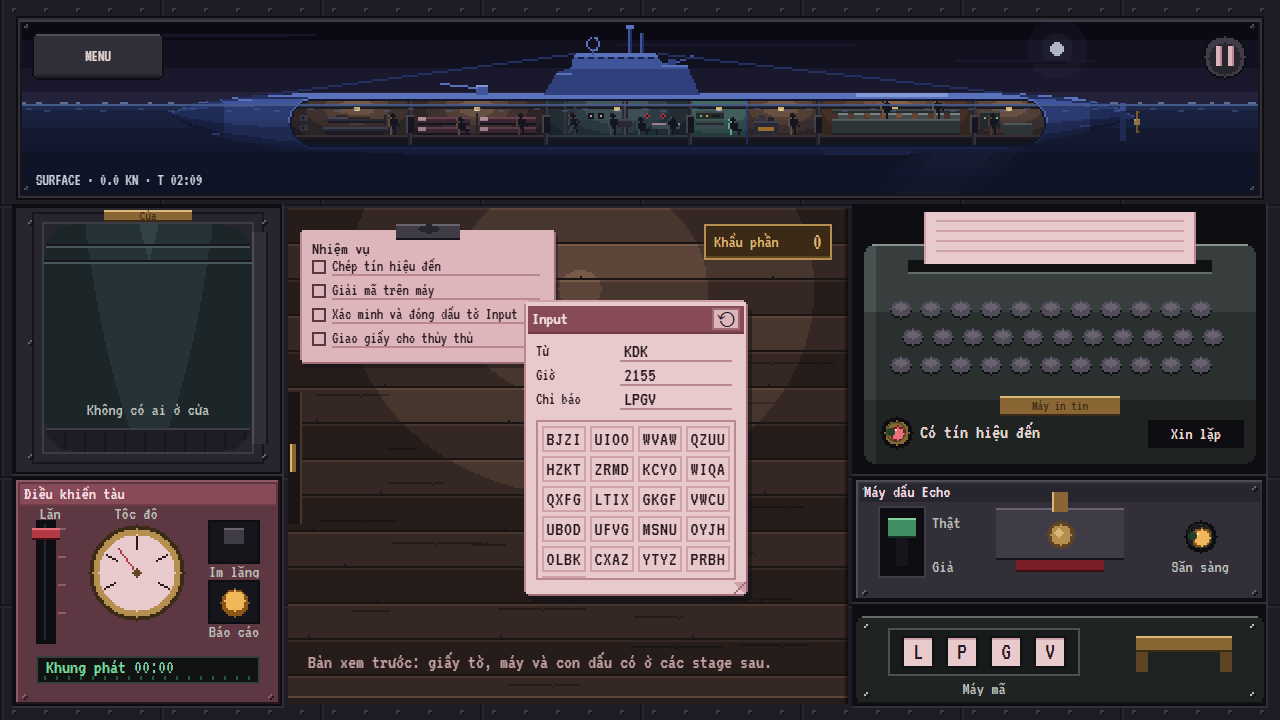 MENU
SURFACE · 0.0 KN · T 02:09
Cửa
Không có ai ở cửa
Nhiệm vụ
Chép tín hiệu đến
Giải mã trên máy
Xác minh và đóng dấu tờ Input
Giao giấy cho thủy thủ
Khẩu phần 0
Input
Từ KDK
Giờ 2155
Chỉ báo LPGV
BJZI UIOO WVAW QZUU
HZKT ZRMD KCYO WIQA
QXFG LTIX GKGF VWCU
UBOD UFVG MSNU OYJH
OLBK CXAZ YTYZ PRBH
Máy in tin
Có tín hiệu đến
Xin lặp
Điều khiển tàu
Lặn
Tốc độ
Im lặng
Báo cáo
Khung phát 00:00
Máy dấu Echo
Thật
Giả
Sẵn sàng
L P G V
Máy mã
Bản xem trước: giấy tờ, máy và con dấu có ở các stage sau.